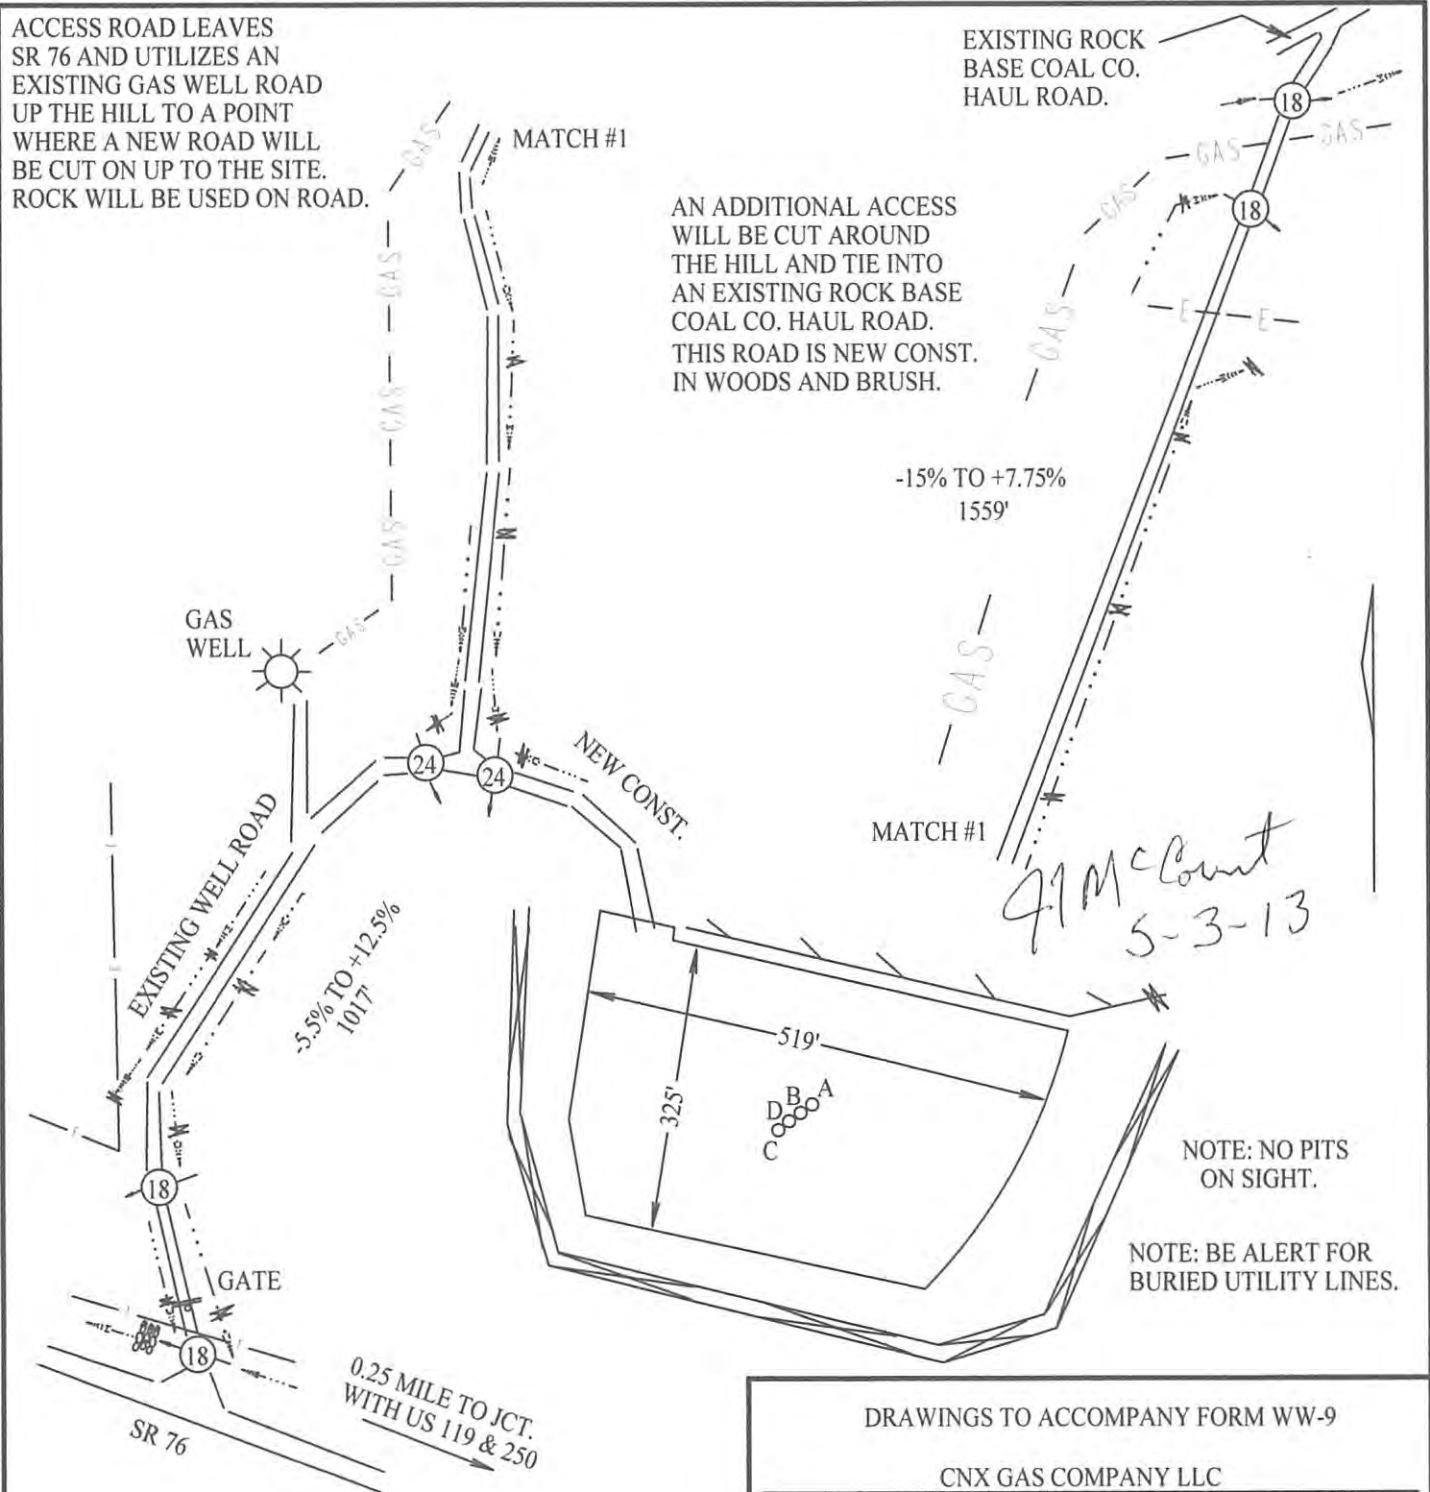 ACCESS ROAD LEAVES
SR 76 AND UTILIZES AN
EXISTING GAS WELL ROAD
UP THE HILL TO A POINT
WHERE A NEW ROAD WILL
BE CUT ON UP TO THE SITE.
ROCK WILL BE USED ON ROAD.
MATCH #1
EXISTING ROCK
BASE COAL CO.
HAUL ROAD.
18
GAS
GAS
GAS
GAS
18
AN ADDITIONAL ACCESS
WILL BE CUT AROUND
THE HILL AND TIE INTO
AN EXISTING ROCK BASE
COAL CO. HAUL ROAD.
THIS ROAD IS NEW CONST.
IN WOODS AND BRUSH.
GAS
GAS
GAS
E
E
GAS
-15% TO +7.75%
1559'
GAS
GAS
WELL
GAS
GAS
24
24
NEW CONST.
MATCH #1
EXISTING WELL ROAD
-5.5% TO +12.5%
1017'
McCourt
5-3-13
519'
325'
A
B
D
C
NOTE: NO PITS
ON SIGHT.
NOTE: BE ALERT FOR
BURIED UTILITY LINES.
18
GATE
18
SR 76
0.25 MILE TO JCT.
WITH US 119 & 250
DRAWINGS TO ACCOMPANY FORM WW-9
CNX GAS COMPANY LLC